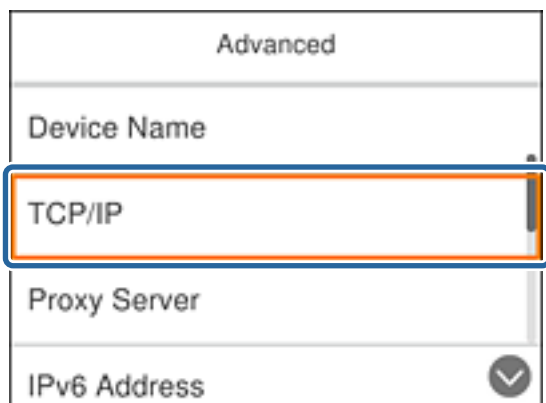 Advanced
Device Name
TCP/IP
Proxy Server
IPv6 Address